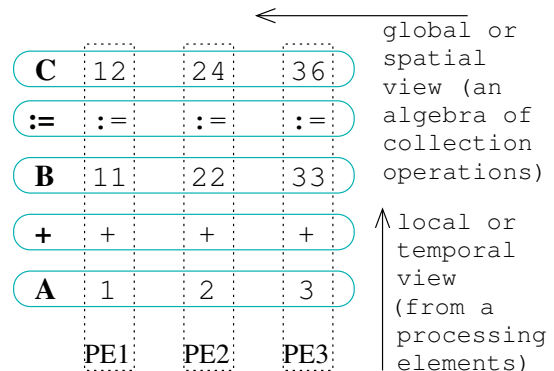 global or
spatial
view (an
algebra of
collection
operations)
C 12 24 36
:= := := :=
B 11 22 33
+ + + +
A 1 2 3
PE1 PE2 PE3
local or
temporal
view
(from a
processing
elements)